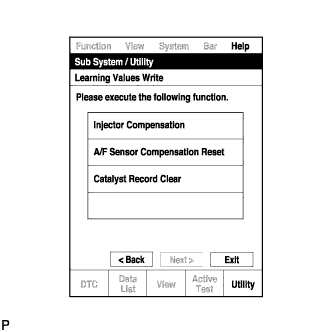 Function View System Bar Help
Sub System / Utility
Learning Values Write
Please execute the following function.
Injector Compensation
A/F Sensor Compensation Reset
Catalyst Record Clear
< Back Next > Exit
DTC Data List View Active Test Utility
P